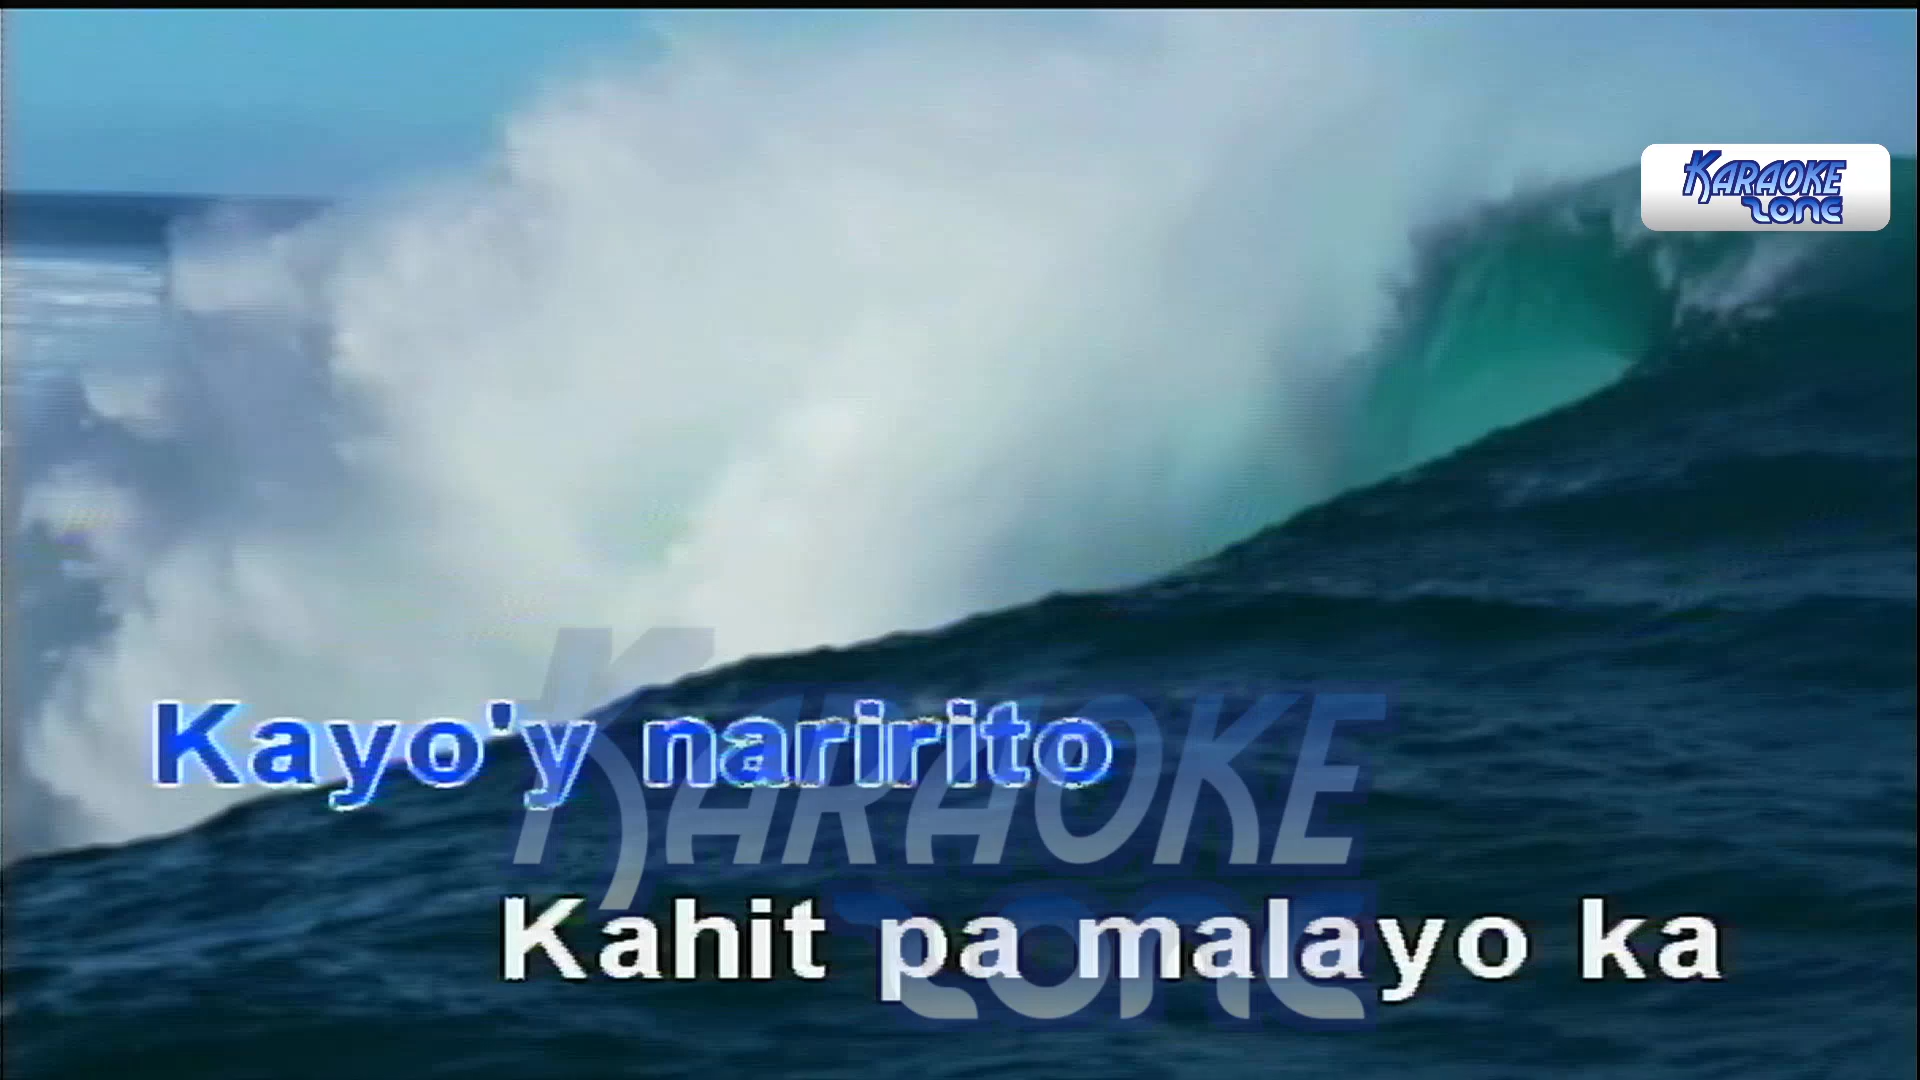 KARAOKE
ZONE
Kayo'y naririto
KARAOKE
ZONE
Kahit pa malayo ka